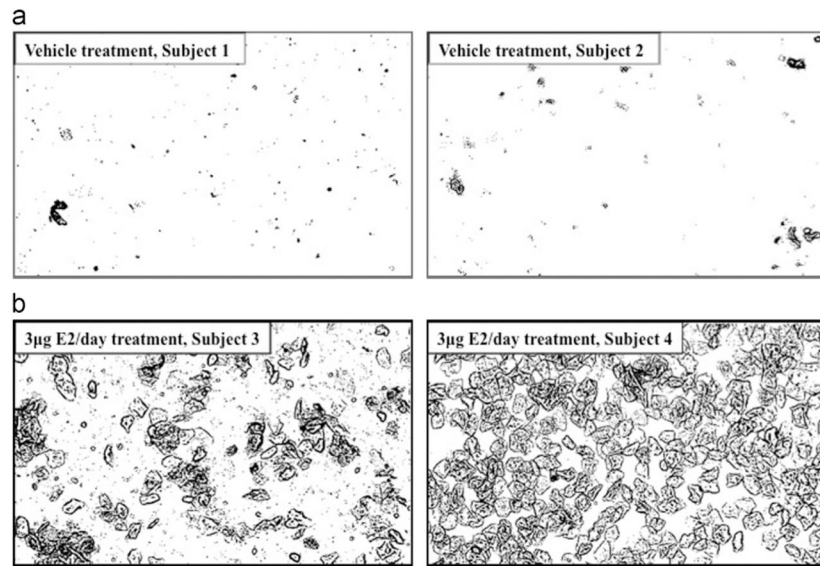 a
Vehicle treatment, Subject 1
Vehicle treatment, Subject 2
b
3µg E2/day treatment, Subject 3
3µg E2/day treatment, Subject 4